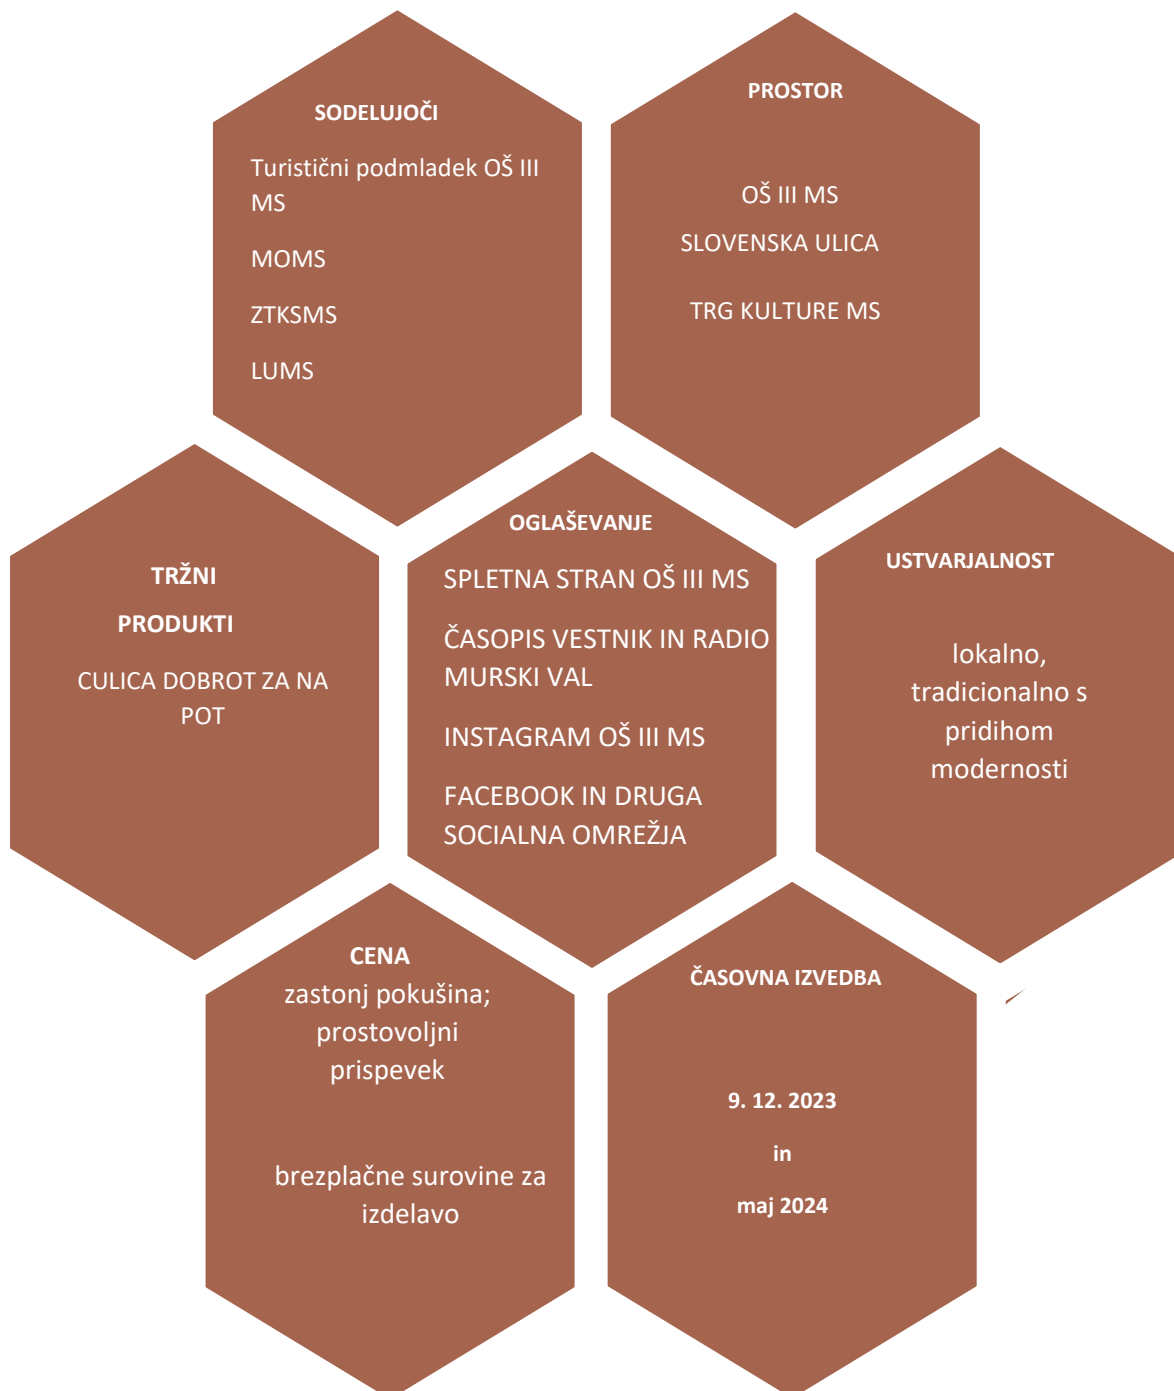 SODELUJOČI
Turistični podmladek OŠ III
MS
MOMS
ZTKSMS
LUMS
PROSTOR
OŠ III MS
SLOVENSKA ULICA
TRG KULTURE MS
TRŽNI
PRODUKTI
CULICA DOBROT ZA NA
POT
OGLAŠEVANJE
SPLETNA STRAN OŠ III MS
ČASOPIS VESTNIK IN RADIO
MURSKI VAL
INSTAGRAM OŠ III MS
FACEBOOK IN DRUGA
SOCIALNA OMREŽJA
USTVARJALNOST
lokalno,
tradicionalno s
pridihom
modernosti
CENA
zastonj pokušina;
prostovoljni
prispevek
brezplačne surovine za
izdelavo
ČASOVNA IZVEDBA
9. 12. 2023
in
maj 2024